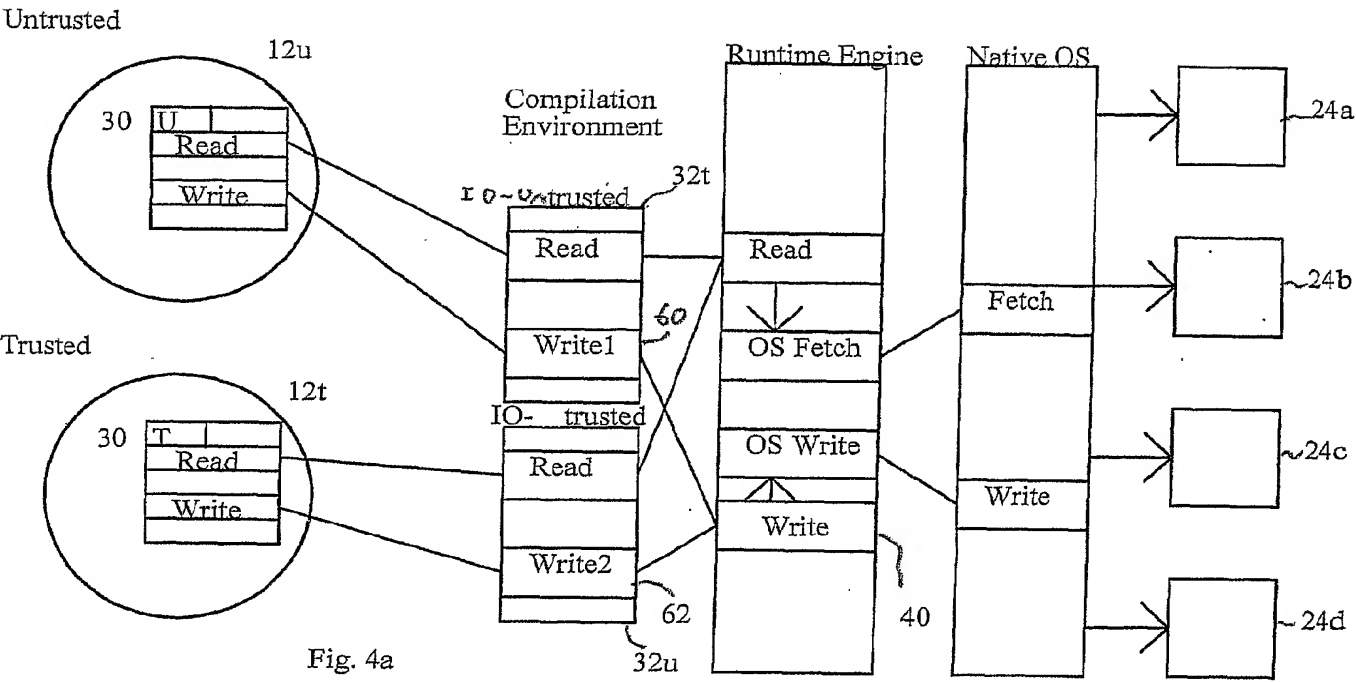 Untrusted
12u
30
U
Read
Write
Trusted
12t
30
T
Read
Write
Compilation
Environment
IO-Untrusted
32t
Read
60
Write1
IO- trusted
Read
Write2
62
32u
Runtime Engine
Read
OS Fetch
OS Write
Write
40
Native OS
Fetch
Write
24a
24b
24c
24d
Fig. 4a